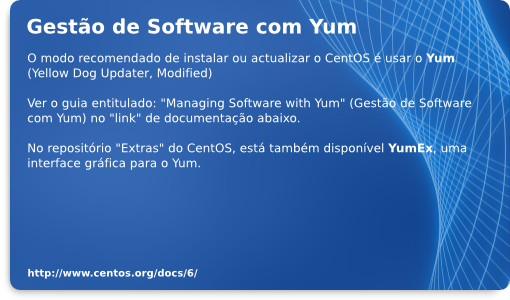 Gestão de Software com Yum
O modo recomendado de instalar ou actualizar o CentOS é usar o Yum
(Yellow Dog Updater, Modified)
Ver o guia entitulado: "Managing Software with Yum" (Gestão de Software
com Yum) no "link" de documentação abaixo.
No repositório "Extras" do CentOS, está também disponível YumEx, uma
interface gráfica para o Yum.
http://www.centos.org/docs/6/